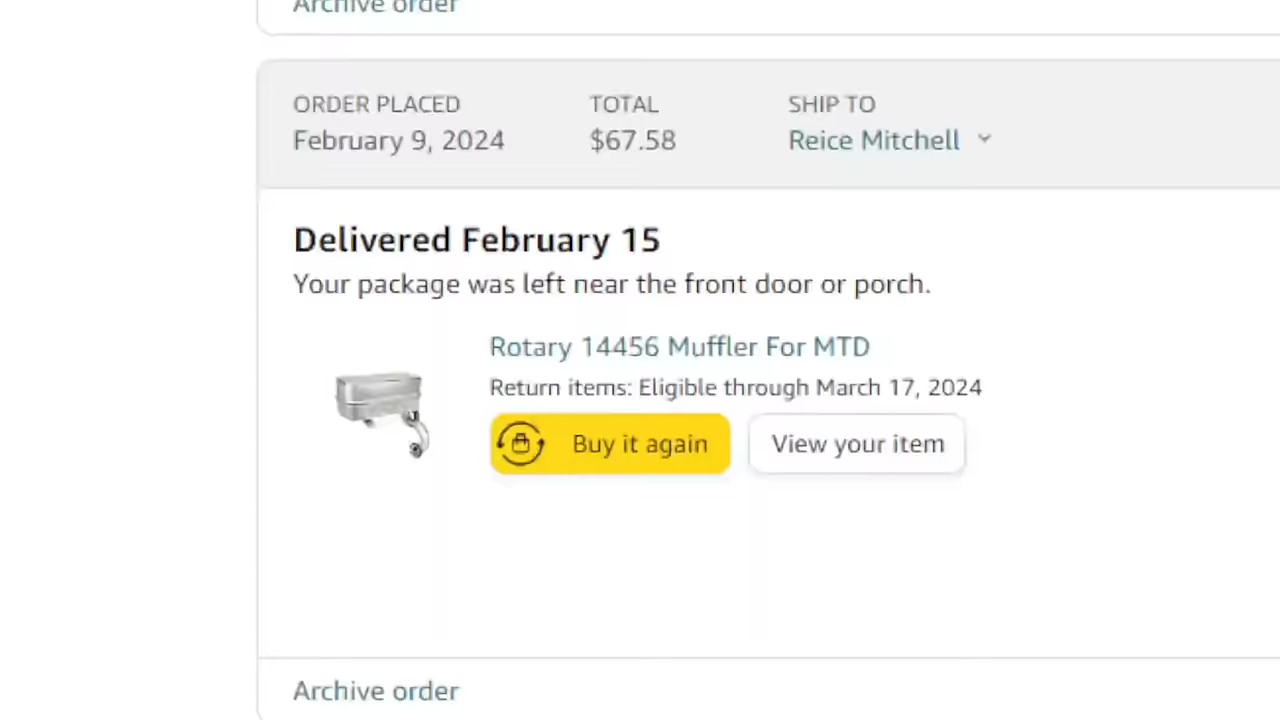 Archive order
ORDER PLACED TOTAL SHIP TO
February 9, 2024 $67.58 Reice Mitchell
Delivered February 15
Your package was left near the front door or porch.
Rotary 14456 Muffler For MTD
Return items: Eligible through March 17, 2024
Buy it again View your item
Archive order